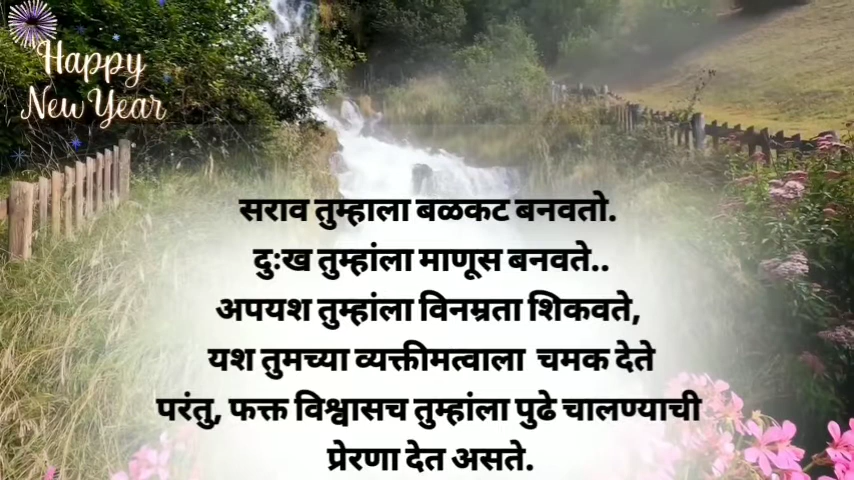 Happy
New Year
सराव तुम्हाला बळकट बनवतो.
दुःख तुम्हांला माणूस बनवते..
अपयश तुम्हांला विनम्रता शिकवते,
यश तुमच्या व्यक्तीमत्वाला चमक देते
परंतु, फक्त विश्वासच तुम्हांला पुढे चालण्याची
प्रेरणा देत असते.